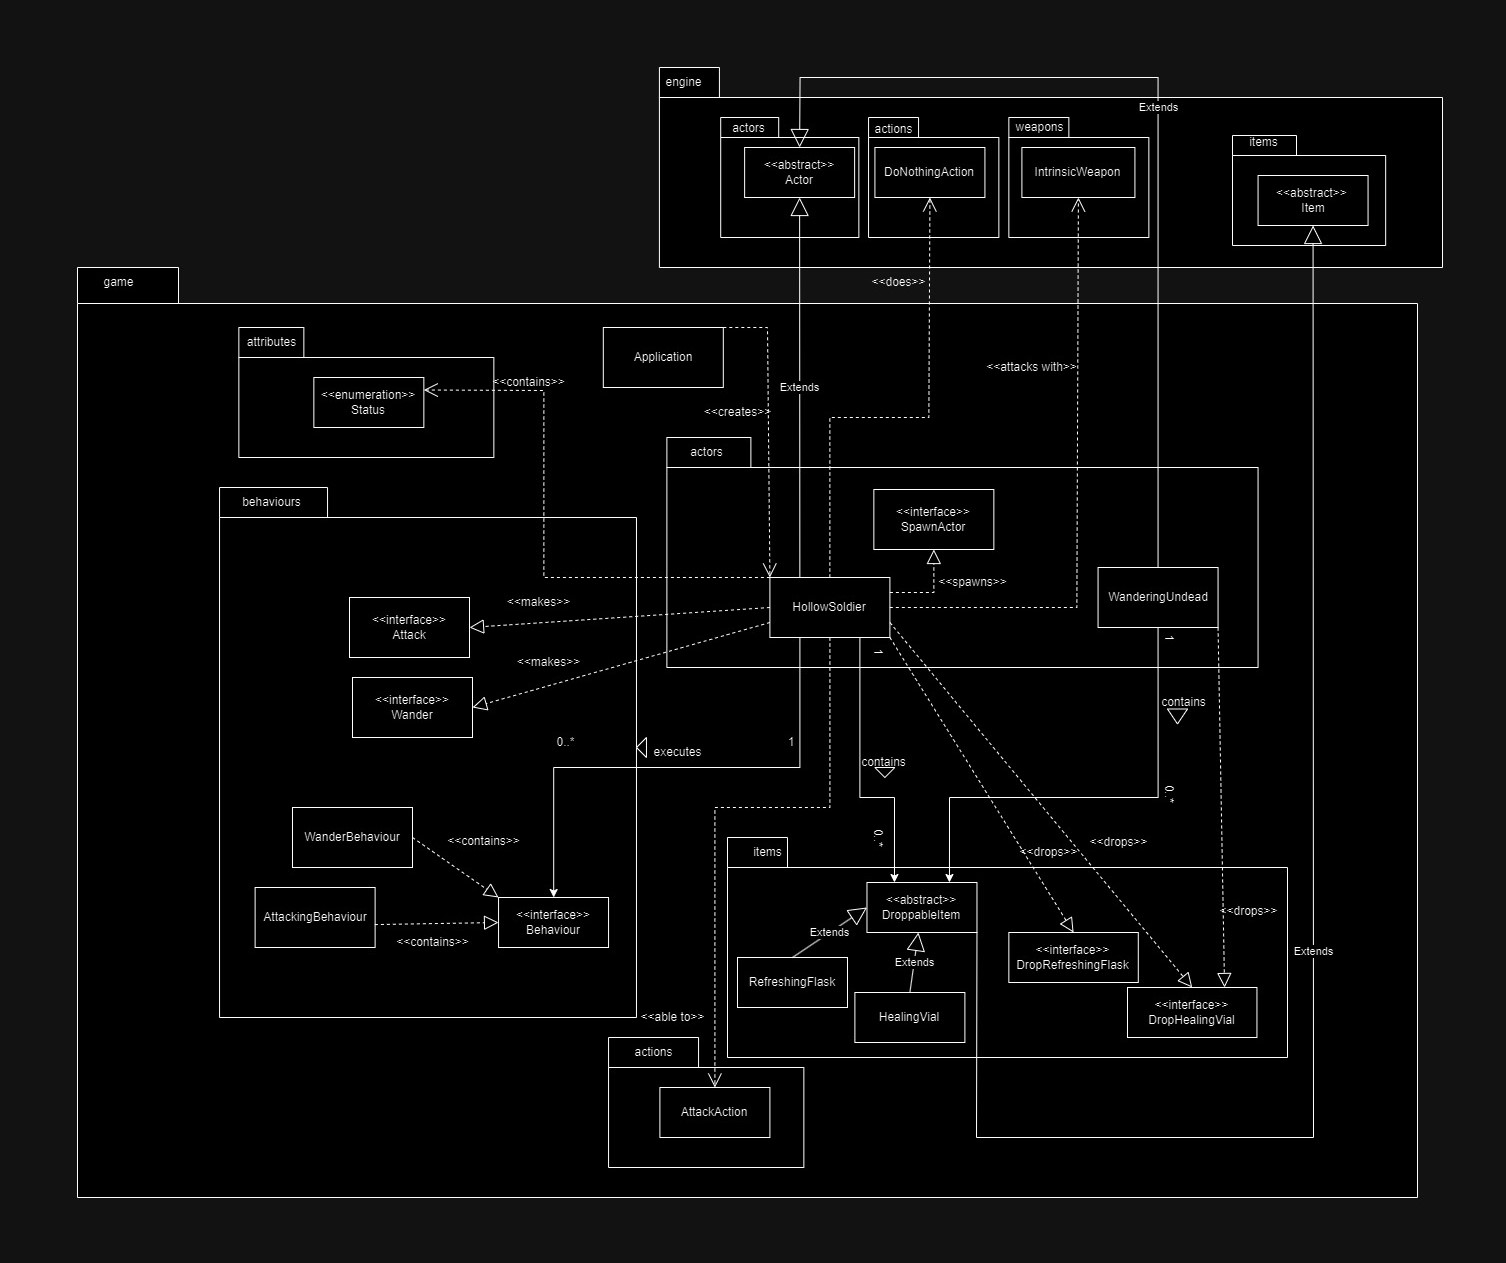 engine
Extends
actors
actions
weapons
items
<<abstract>>
Actor
DoNothingAction
IntrinsicWeapon
<<abstract>>
Item
game
<<does>>
attributes
Application
<<attacks with>>
<<enumeration>>
Status
<<contains>>
Extends
<<creates>>
actors
behaviours
<<interface>>
SpawnActor
<<spawns>>
<<makes>>
HollowSoldier
WanderingUndead
<<interface>>
Attack
1
1
<<makes>>
<<interface>>
Wander
contains
0..*
1
executes
contains
0..*
WanderBehaviour
<<contains>>
0..*
<<drops>>
<<drops>>
items
AttackingBehaviour
<<contains>>
<<interface>>
Behaviour
<<abstract>>
DroppableItem
<<drops>>
Extends
Extends
Extends
<<interface>>
DropRefreshingFlask
RefreshingFlask
HealingVial
<<interface>>
DropHealingVial
<<able to>>
actions
AttackAction